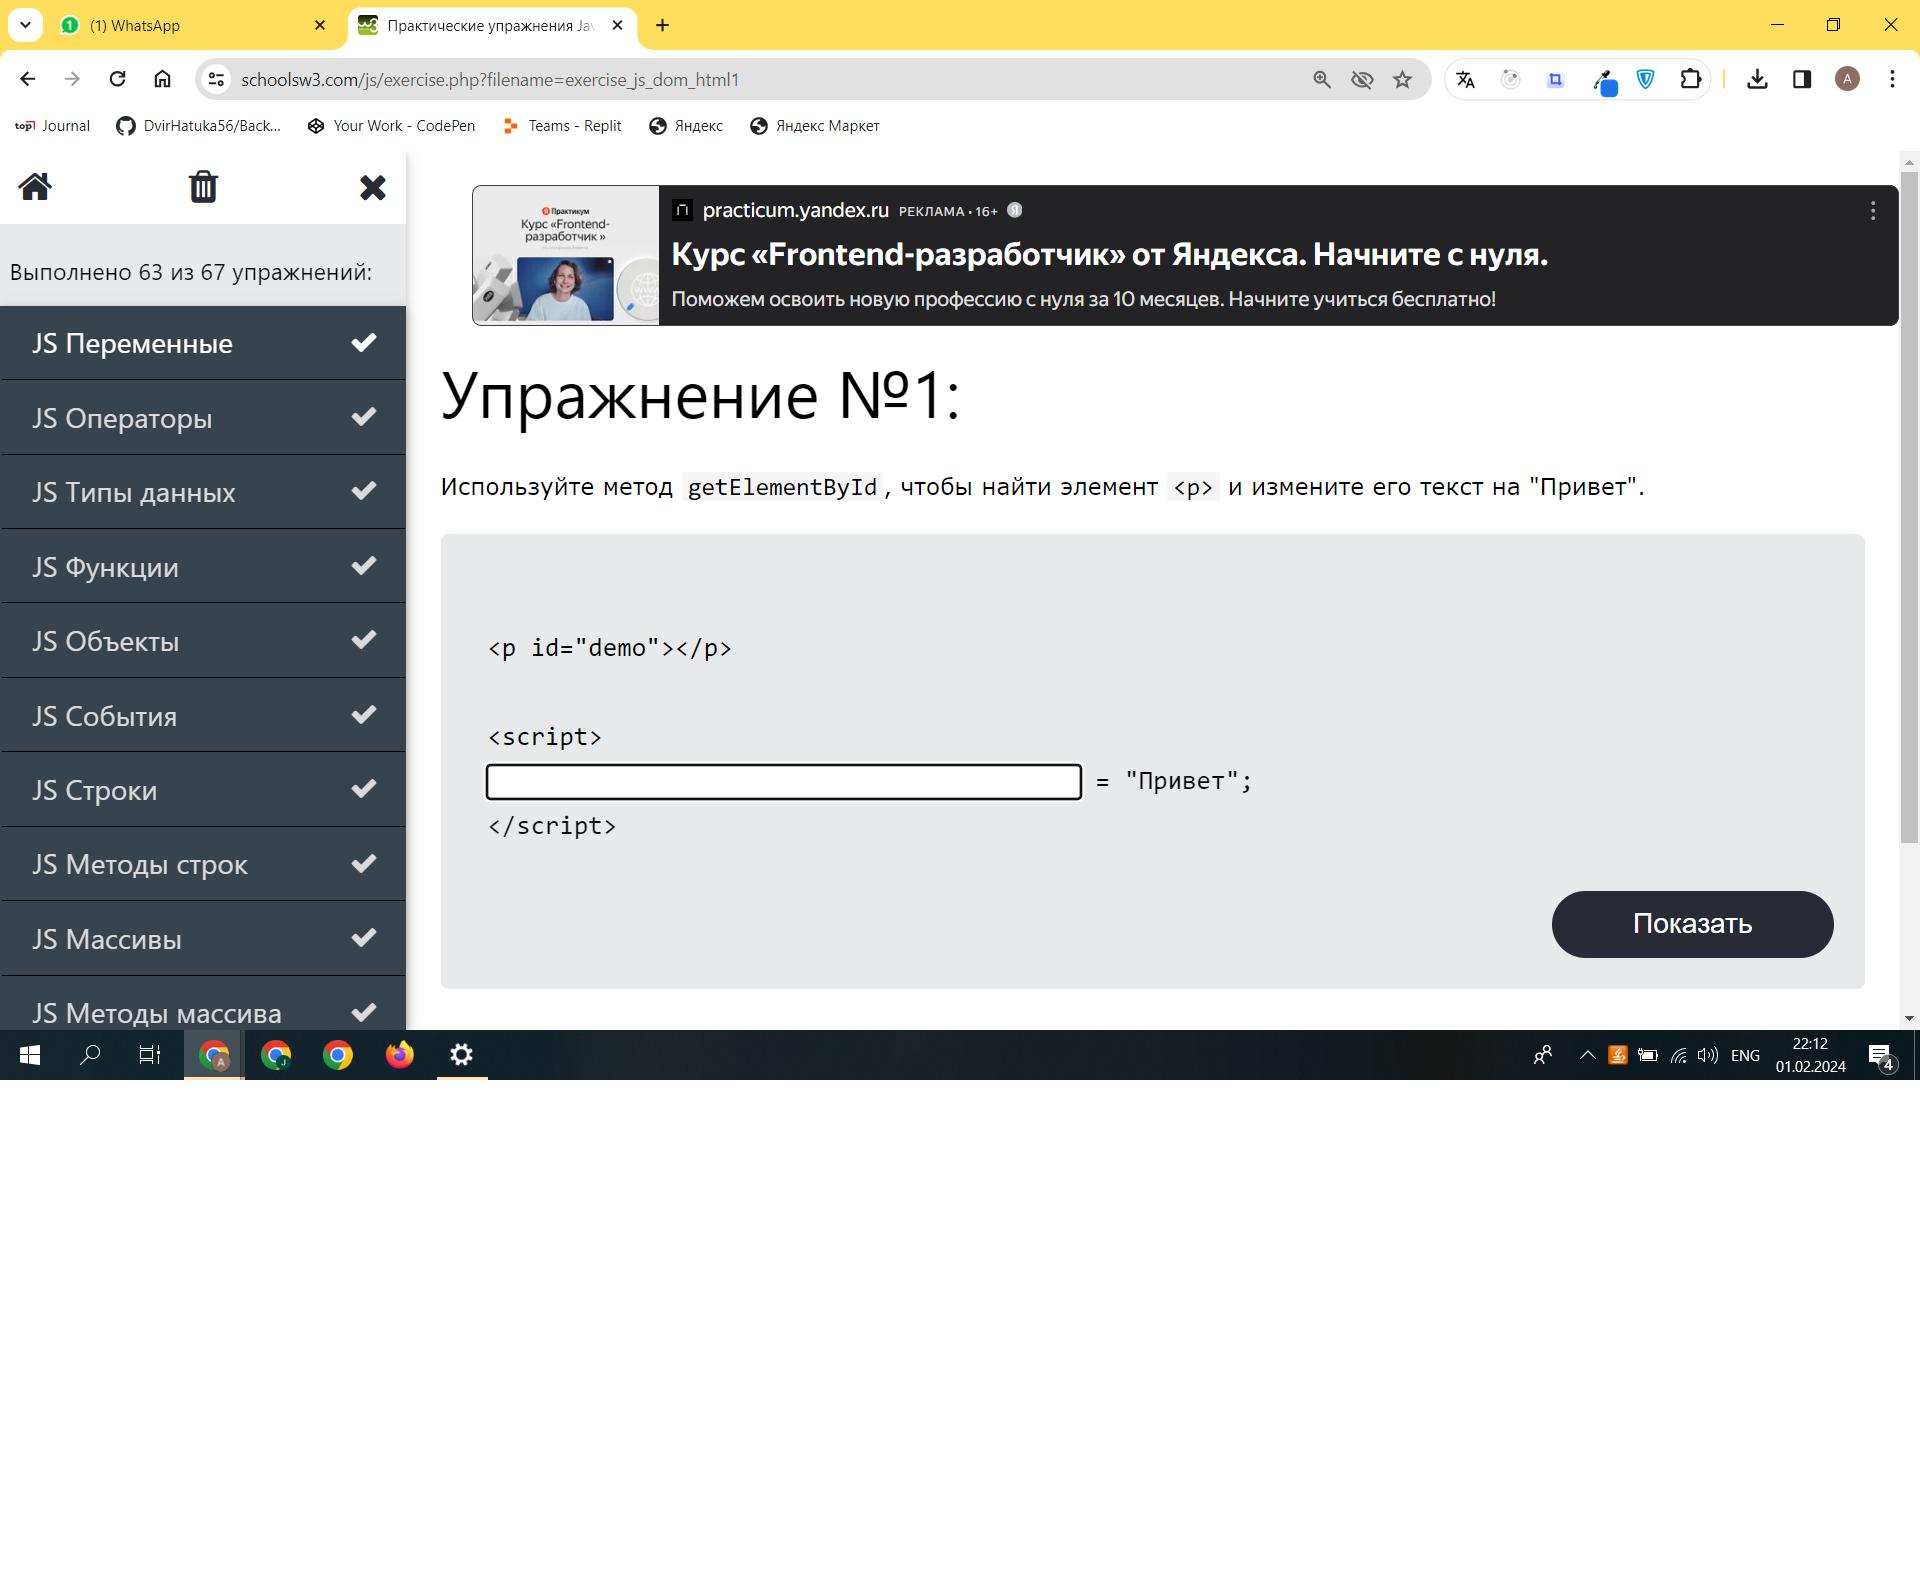 (1) WhatsApp
Практические упражнения Jav
schoolsw3.com/js/exercise.php?filename=exercise_js_dom_html1
A
top Journal
DvirHatuka56/Back...
Your Work - CodePen
Teams - Replit
Яндекс
Яндекс Маркет
Выполнено 63 из 67 упражнений:
JS Переменные
JS Операторы
JS Типы данных
JS Функции
JS Объекты
JS События
JS Строки
JS Методы строк
JS Массивы
JS Методы массива
Практикум
Курс «Frontend-
разработчик »
practicum.yandex.ru РЕКЛАМА • 16+
Курс «Frontend-разработчик» от Яндекса. Начните с нуля.
Поможем освоить новую профессию с нуля за 10 месяцев. Начните учиться бесплатно!
Упражнение №1:
Используйте метод getElementById, чтобы найти элемент <p> и измените его текст на "Привет".
<p id="demo"></p>
<script>
= "Привет";
</script>
Показать
ENG
22:12
01.02.2024
4